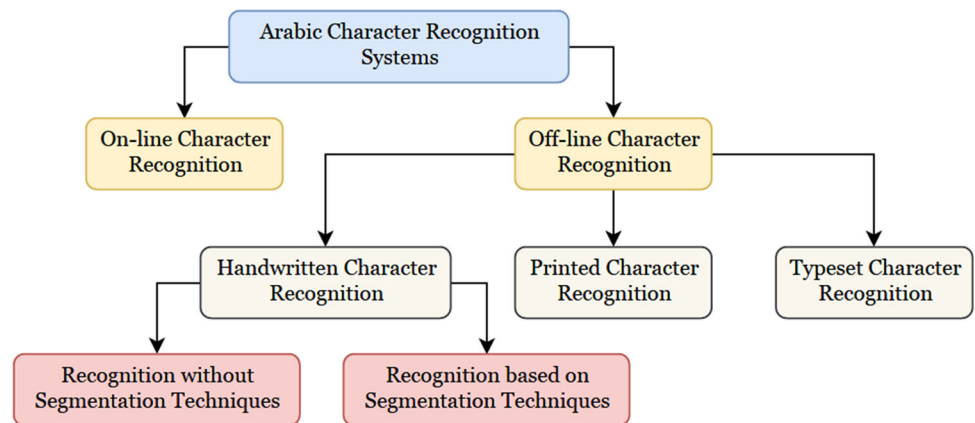 Arabic Character Recognition
Systems
On-line Character
Recognition
Off-line Character
Recognition
Handwritten Character
Recognition
Printed Character
Recognition
Typeset Character
Recognition
Recognition without
Segmentation Techniques
Recognition based on
Segmentation Techniques